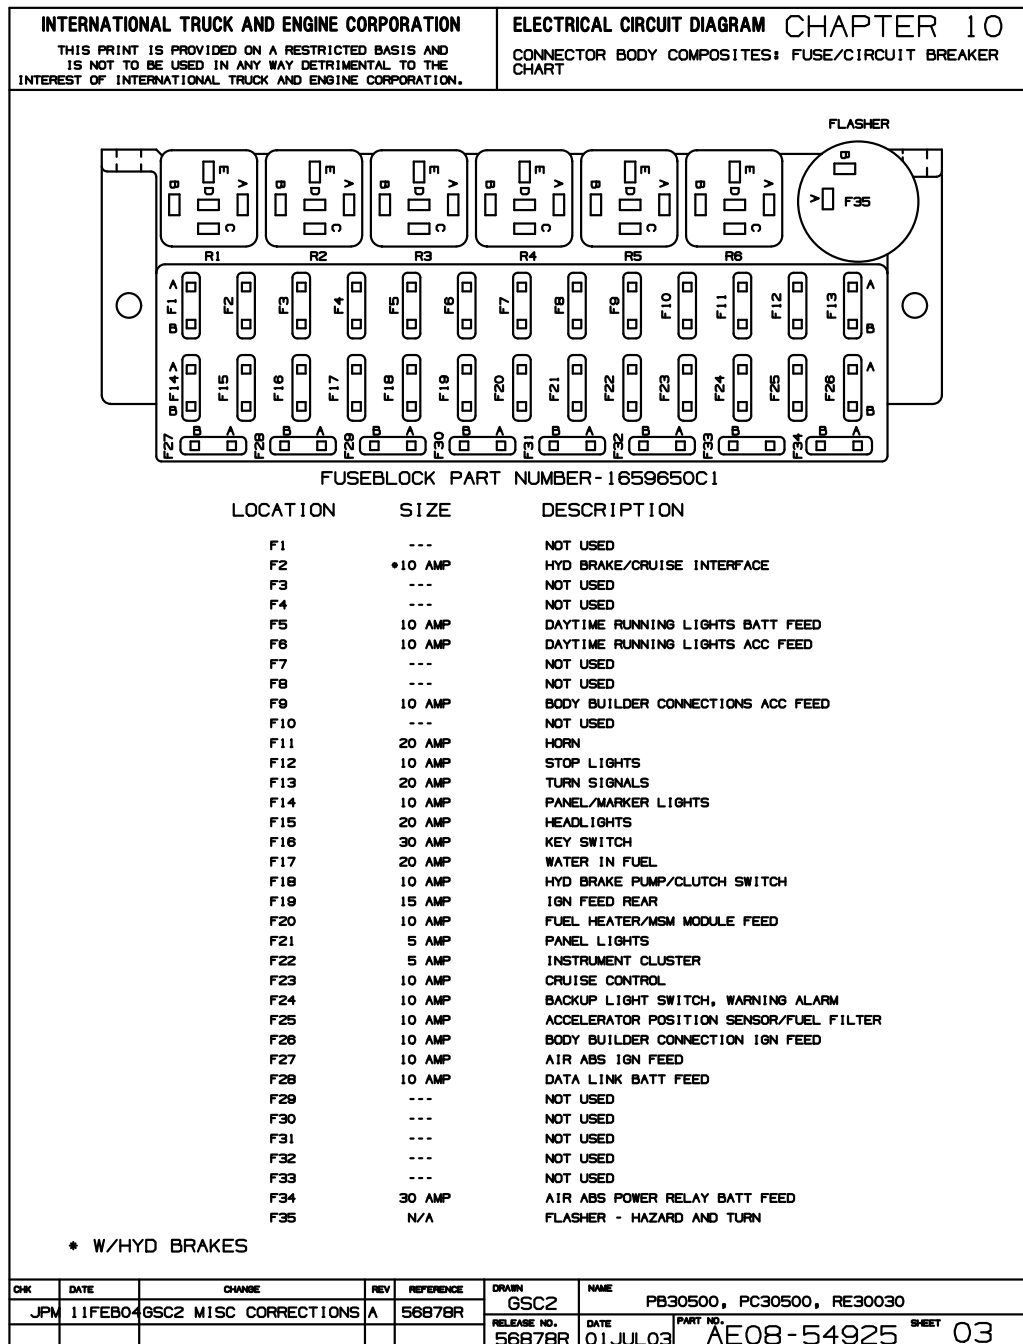 INTERNATIONAL TRUCK AND ENGINE CORPORATION
THIS PRINT IS PROVIDED ON A RESTRICTED BASIS AND
IS NOT TO BE USED IN ANY WAY DETRIMENTAL TO THE
INTEREST OF INTERNATIONAL TRUCK AND ENGINE CORPORATION.
ELECTRICAL CIRCUIT DIAGRAM CHAPTER 10
CONNECTOR BODY COMPOSITES: FUSE/CIRCUIT BREAKER
CHART
FLASHER
B E D A C B E D A C B E D A C B E D A C B E D A C B E D A C B
A F35
R1 R2 R3 R4 R5 R6
A A
F1 F2 F3 F4 F5 F6 F7 F8 F9 F10 F11 F12 F13
B B
A A
F14 F15 F16 F17 F18 F19 F20 F21 F22 F23 F24 F25 F26
B B
B A B A B A B A B A B A B B A
F27 F28 F29 F30 F31 F32 F33 F34
FUSEBLOCK PART NUMBER-1659650C1
LOCATION SIZE DESCRIPTION
F1 --- NOT USED
F2 *10 AMP HYD BRAKE/CRUISE INTERFACE
F3 --- NOT USED
F4 --- NOT USED
F5 10 AMP DAYTIME RUNNING LIGHTS BATT FEED
F6 10 AMP DAYTIME RUNNING LIGHTS ACC FEED
F7 --- NOT USED
F8 --- NOT USED
F9 10 AMP BODY BUILDER CONNECTIONS ACC FEED
F10 --- NOT USED
F11 20 AMP HORN
F12 10 AMP STOP LIGHTS
F13 20 AMP TURN SIGNALS
F14 10 AMP PANEL/MARKER LIGHTS
F15 20 AMP HEADLIGHTS
F16 30 AMP KEY SWITCH
F17 20 AMP WATER IN FUEL
F18 10 AMP HYD BRAKE PUMP/CLUTCH SWITCH
F19 15 AMP IGN FEED REAR
F20 10 AMP FUEL HEATER/MSM MODULE FEED
F21 5 AMP PANEL LIGHTS
F22 5 AMP INSTRUMENT CLUSTER
F23 10 AMP CRUISE CONTROL
F24 10 AMP BACKUP LIGHT SWITCH, WARNING ALARM
F25 10 AMP ACCELERATOR POSITION SENSOR/FUEL FILTER
F26 10 AMP BODY BUILDER CONNECTION IGN FEED
F27 10 AMP AIR ABS IGN FEED
F28 10 AMP DATA LINK BATT FEED
F29 --- NOT USED
F30 --- NOT USED
F31 --- NOT USED
F32 --- NOT USED
F33 --- NOT USED
F34 30 AMP AIR ABS POWER RELAY BATT FEED
F35 N/A FLASHER - HAZARD AND TURN
* W/HYD BRAKES
CHK DATE CHANGE REV REFERENCE
JPM 11FEB04 GSC2 MISC CORRECTIONS A 56878R
DRAWN GSC2
NAME PB30500, PC30500, RE30030
RELEASE NO. 56878R
DATE 01JUL03
PART NO. AE08-54925
SHEET 03